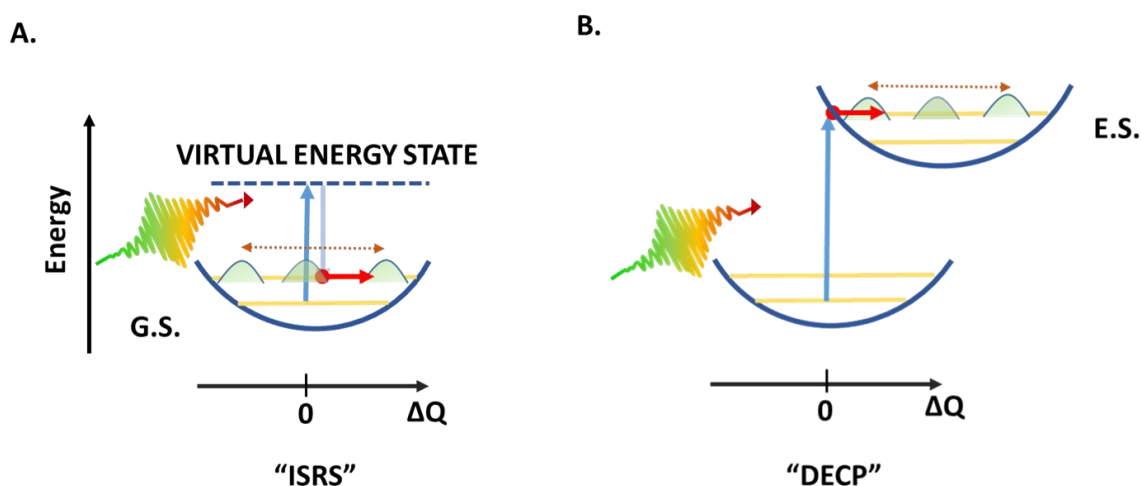 A.
VIRTUAL ENERGY STATE
Energy
G.S.
0
ΔQ
“ISRS”
B.
E.S.
0
ΔQ
“DECP”